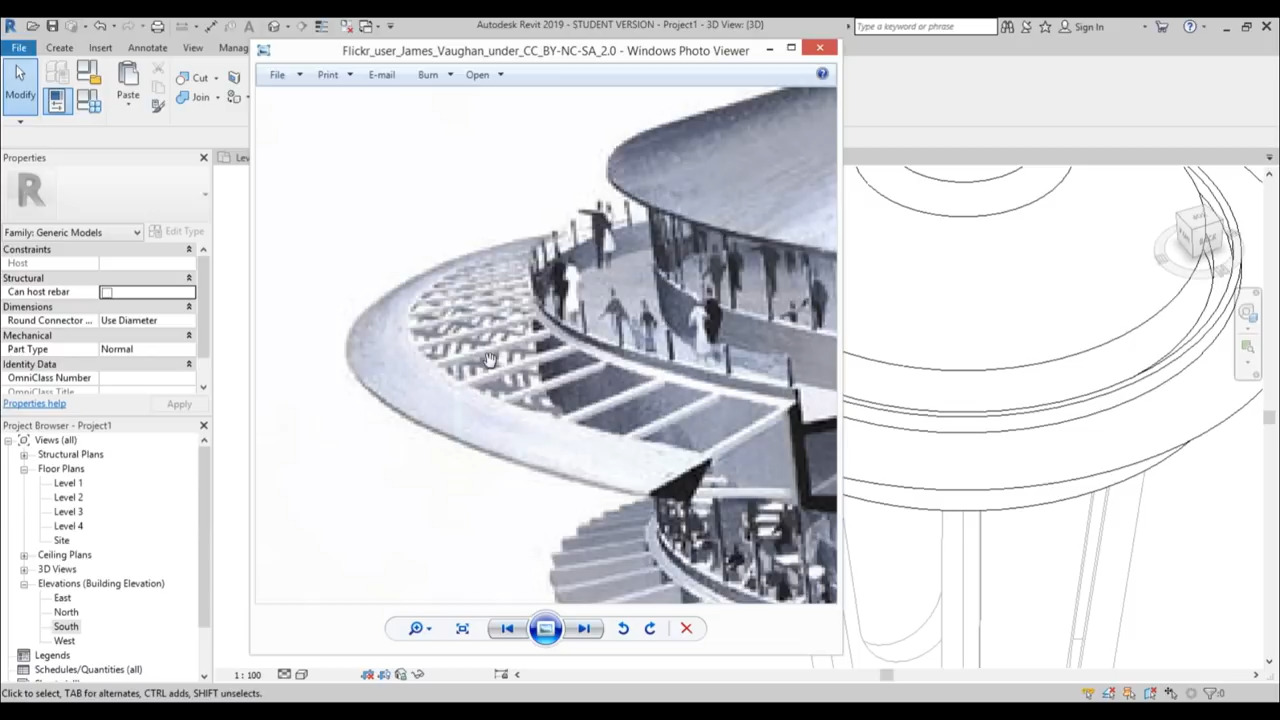 Autodesk Revit 2019 - STUDENT VERSION - Project1 - 3D View: {3D}
Type a keyword or phrase
Sign In
File Create Insert Annotate View Manag
Flickr_user_James_Vaughan_under_CC_BY-NC-SA_2.0 - Windows Photo Viewer
File Print E-mail Burn Open
Modify
Paste
Cut
Join
Properties
Lev
R
Family: Generic Models
Edit Type
Constraints
Host
Structural
Can host rebar
Dimensions
Round Connector ... Use Diameter
Mechanical
Part Type Normal
Identity Data
OmniClass Number
OmniClass Title
Properties help
Apply
Project Browser - Project1
Views (all)
Structural Plans
Floor Plans
Level 1
Level 2
Level 3
Level 4
Site
Ceiling Plans
3D Views
Elevations (Building Elevation)
East
North
South
West
Legends
Schedules/Quantities (all)
1 : 100
Click to select, TAB for alternates, CTRL adds, SHIFT unselects.
:0